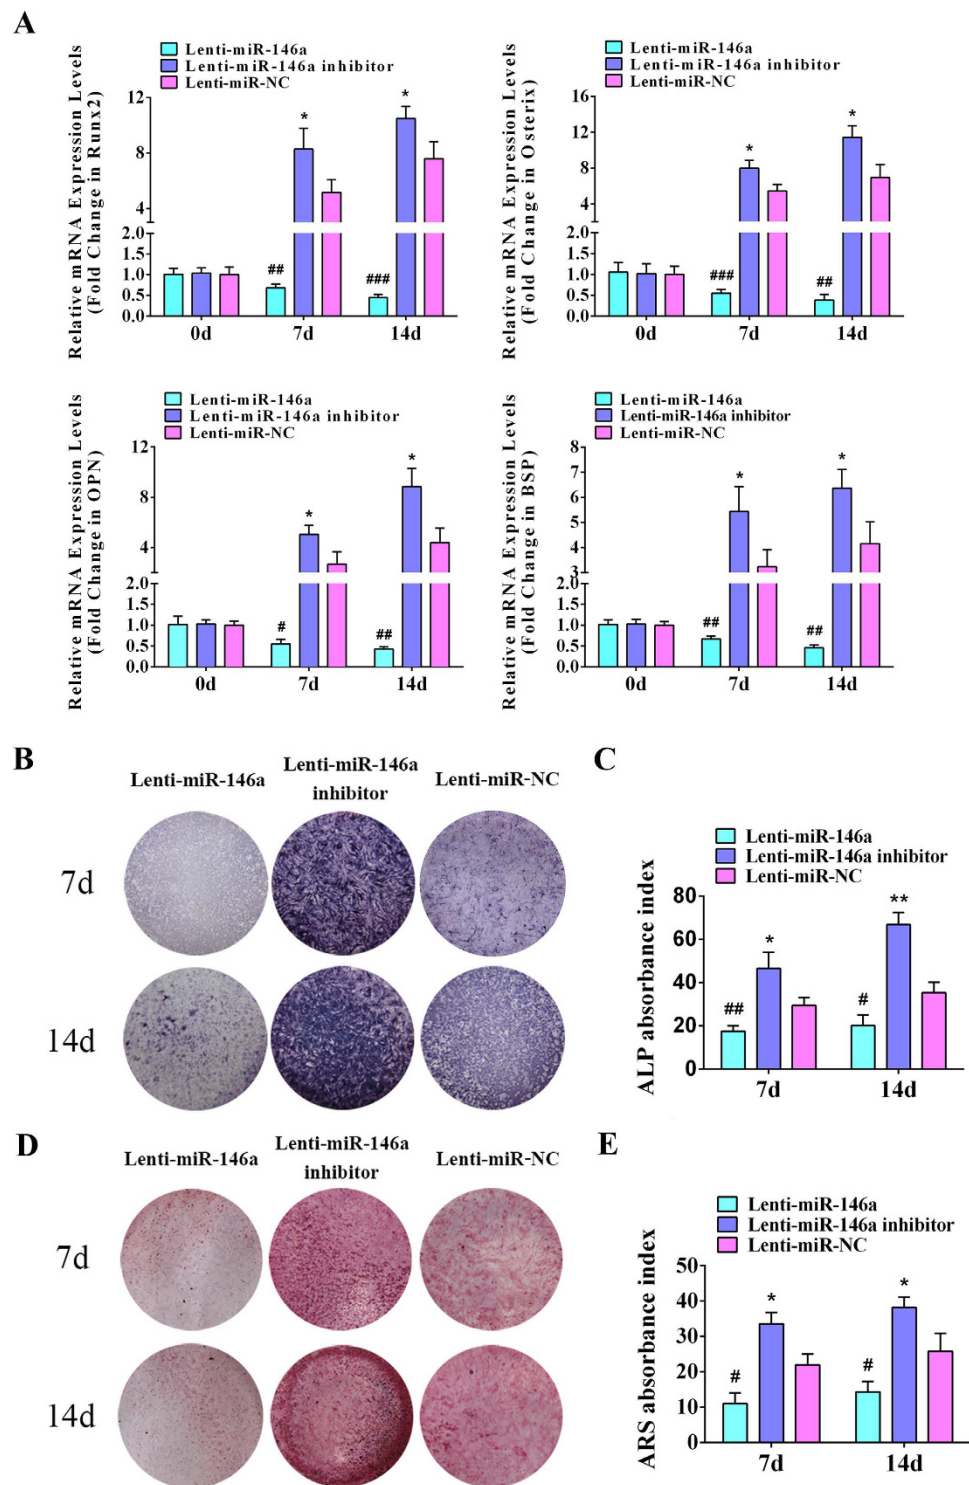 A
Lenti-miR-146a
Lenti-miR-146a inhibitor
Lenti-miR-NC
Relative mRNA Expression Levels
(Fold Change in Runx2)
12
8
4
2.0
1.5
1.0
0.5
0.0
##
*
###
*
0d 7d 14d
Lenti-miR-146a
Lenti-miR-146a inhibitor
Lenti-miR-NC
Relative mRNA Expression Levels
(Fold Change in Osterix)
16
12
8
4
2.0
1.5
1.0
0.5
0.0
###
*
##
*
0d 7d 14d
Lenti-miR-146a
Lenti-miR-146a inhibitor
Lenti-miR-NC
Relative mRNA Expression Levels
(Fold Change in OPN)
12
8
4
2.0
1.5
1.0
0.5
0.0
#
*
##
*
0d 7d 14d
Lenti-miR-146a
Lenti-miR-146a inhibitor
Lenti-miR-NC
Relative mRNA Expression Levels
(Fold Change in BSP)
8
7
6
5
4
3
2.0
1.5
1.0
0.5
0.0
##
*
##
*
0d 7d 14d
B
Lenti-miR-146a
Lenti-miR-146a
inhibitor
Lenti-miR-NC
7d
14d
C
Lenti-miR-146a
Lenti-miR-146a inhibitor
Lenti-miR-NC
ALP absorbance index
80
60
40
20
0
##
*
#
**
7d 14d
D
Lenti-miR-146a
Lenti-miR-146a
inhibitor
Lenti-miR-NC
7d
14d
E
Lenti-miR-146a
Lenti-miR-146a inhibitor
Lenti-miR-NC
ARS absorbance index
50
40
30
20
10
0
#
*
#
*
7d 14d